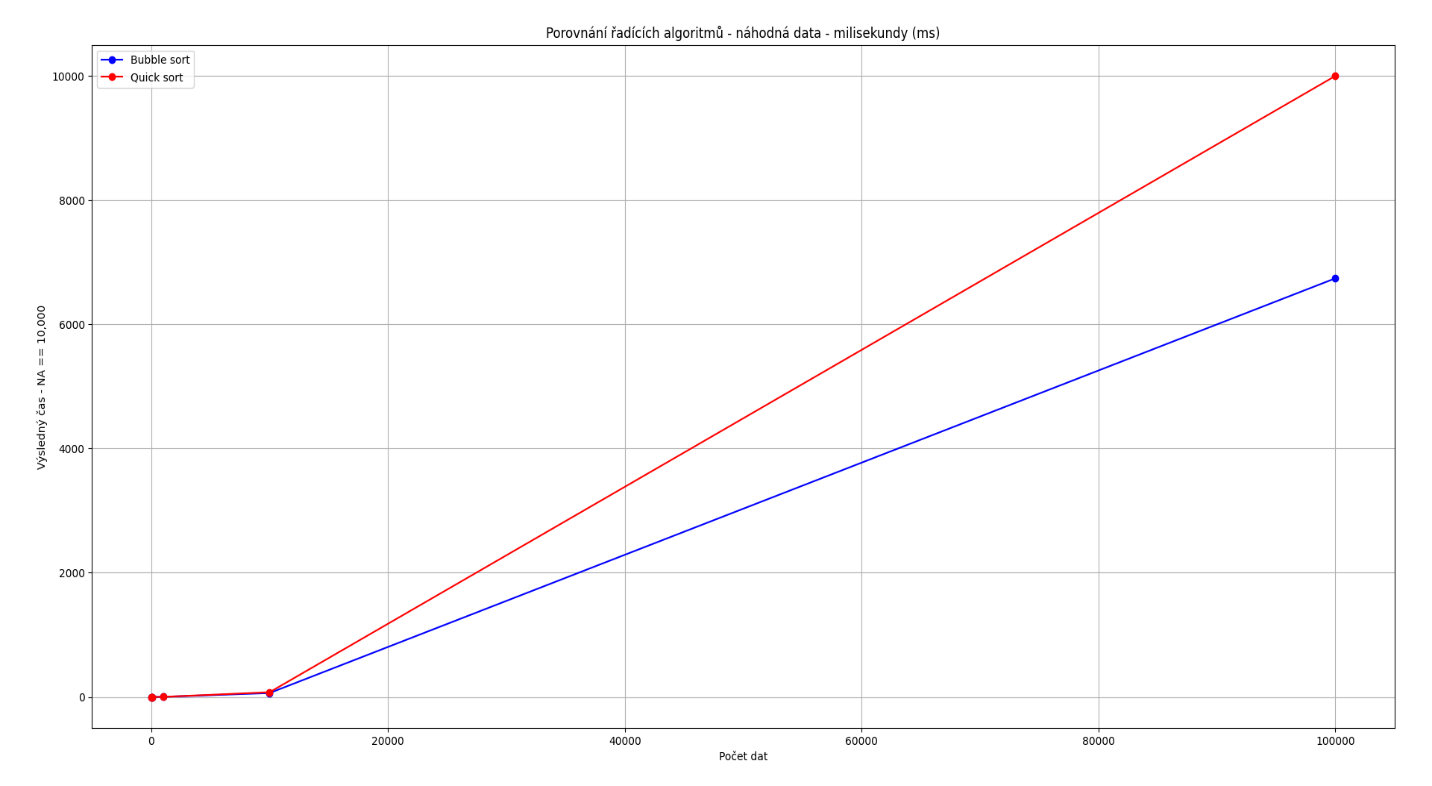 Porovnání řadících algoritmů - náhodná data - milisekundy (ms)
Bubble sort
Quick sort
10000
8000
6000
4000
2000
0
Výsledný čas - NA == 10,000
0 20000 40000 60000 80000 100000
Počet dat